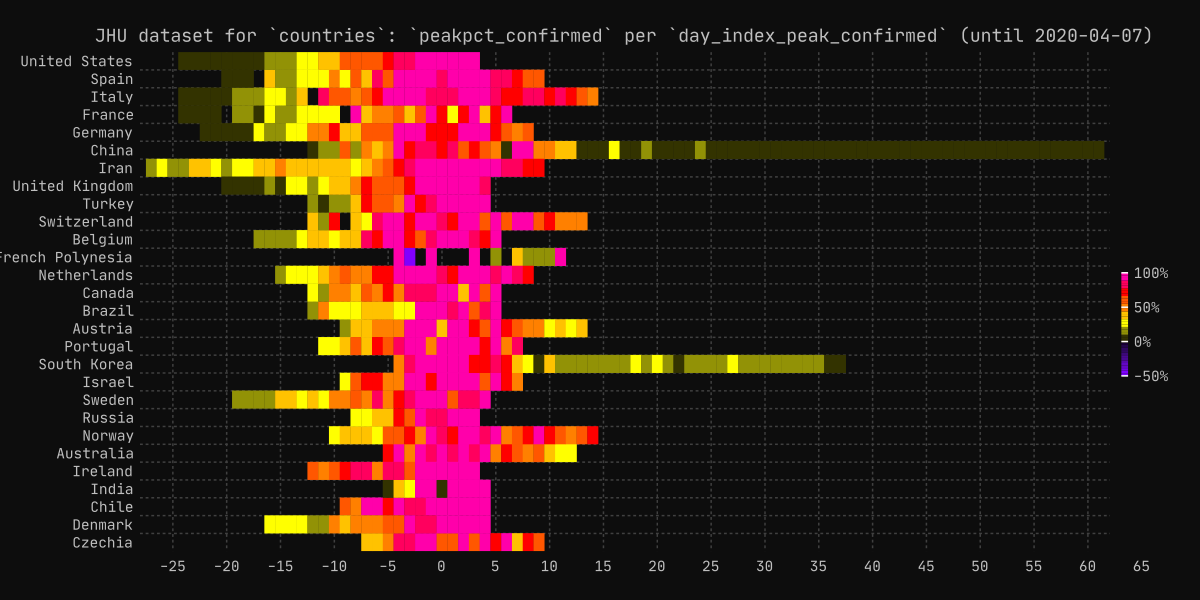 JHU dataset for `countries`: `peakpct_confirmed` per `day_index_peak_confirmed` (until 2020-04-07)
United States
Spain
Italy
France
Germany
China
Iran
United Kingdom
Turkey
Switzerland
Belgium
French Polynesia
Netherlands
Canada
Brazil
Austria
Portugal
South Korea
Israel
Sweden
Russia
Norway
Australia
Ireland
India
Chile
Denmark
Czechia
-25 -20 -15 -10 -5 0 5 10 15 20 25 30 35 40 45 50 55 60 65
100%
50%
0%
-50%